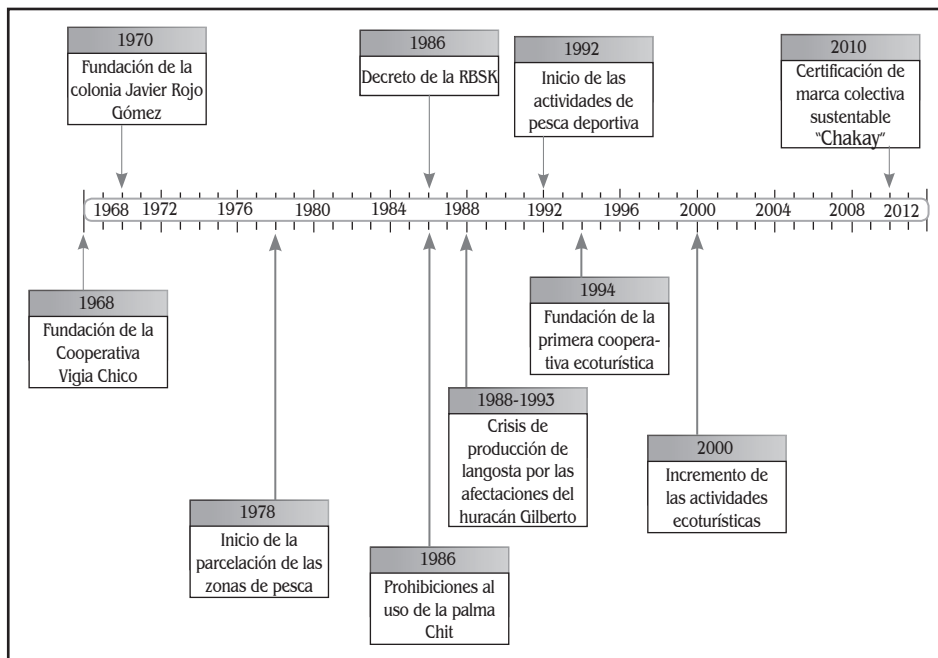 1970
Fundación de la
colonia Javier Rojo
Gómez
1986
Decreto de la RBSK
1992
Inicio de las
actividades de
pesca deportiva
2010
Certificación de
marca colectiva
sustentable
"Chakay"
1968 1972 1976 1980 1984 1988 1992 1996 2000 2004 2008 2012
1968
Fundación de la
Cooperativa
Vigia Chico
1978
Inicio de la
parcelación de las
zonas de pesca
1986
Prohibiciones al
uso de la palma
Chit
1988-1993
Crisis de
producción de
langosta por las
afectaciones del
huracán Gilberto
1994
Fundación de la
primera coopera-
tiva ecoturística
2000
Incremento de
las actividades
ecoturísticas